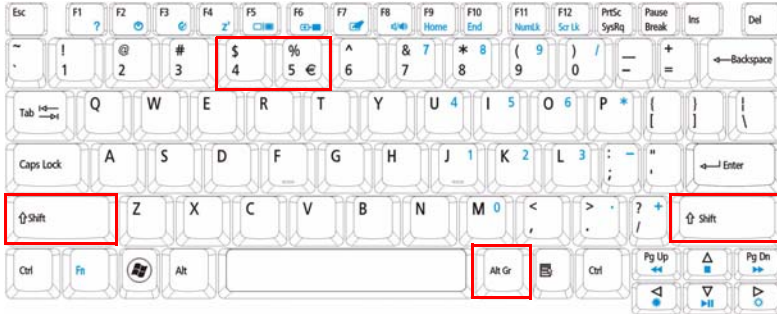 Esc F1 F2 F3 F4 F5 F6 F7 F8 F9 F10 F11 F12 PrtSc Pause Ins Del
? Home End NumLk Scr Lk SysRq Break
~ ! @ # $ % ^ & 7 * 8 ( 9 ) / _ + Backspace
` 1 2 3 4 5 € 6 7 8 9 0 - =
Tab Q W E R T Y U 4 I 5 O 6 P * { } |
[ ] \
Caps Lock A S D F G H J 1 K 2 L 3 : - " Enter
; '
Shift Z X C V B N M 0 < > . ? + Shift
, . /
Ctrl Fn Alt Alt Gr Ctrl Pg Up Pg Dn